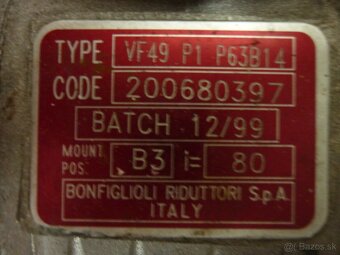 TYPE VF49 P1 P63B14
CODE 200680397
BATCH 12/99
MOUNT. POS. B3 i= 80
BONFIGLIOLI RIDUTTORI S.p.A.
ITALY
bazos.sk